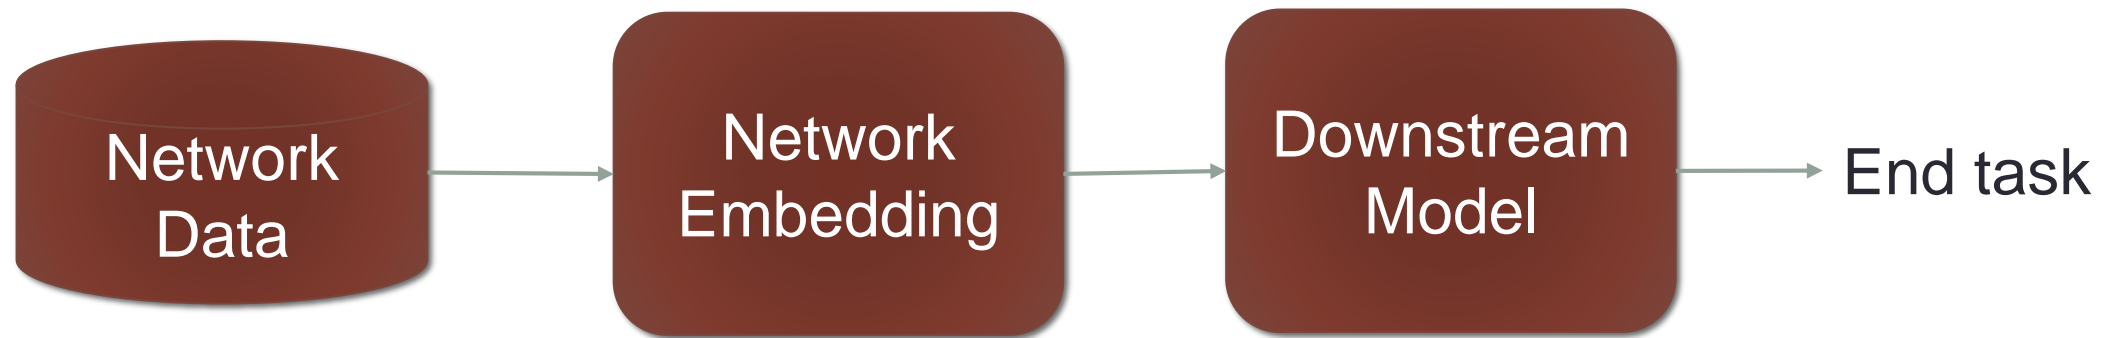 Network
Data
Network
Embedding
Downstream
Model
End task